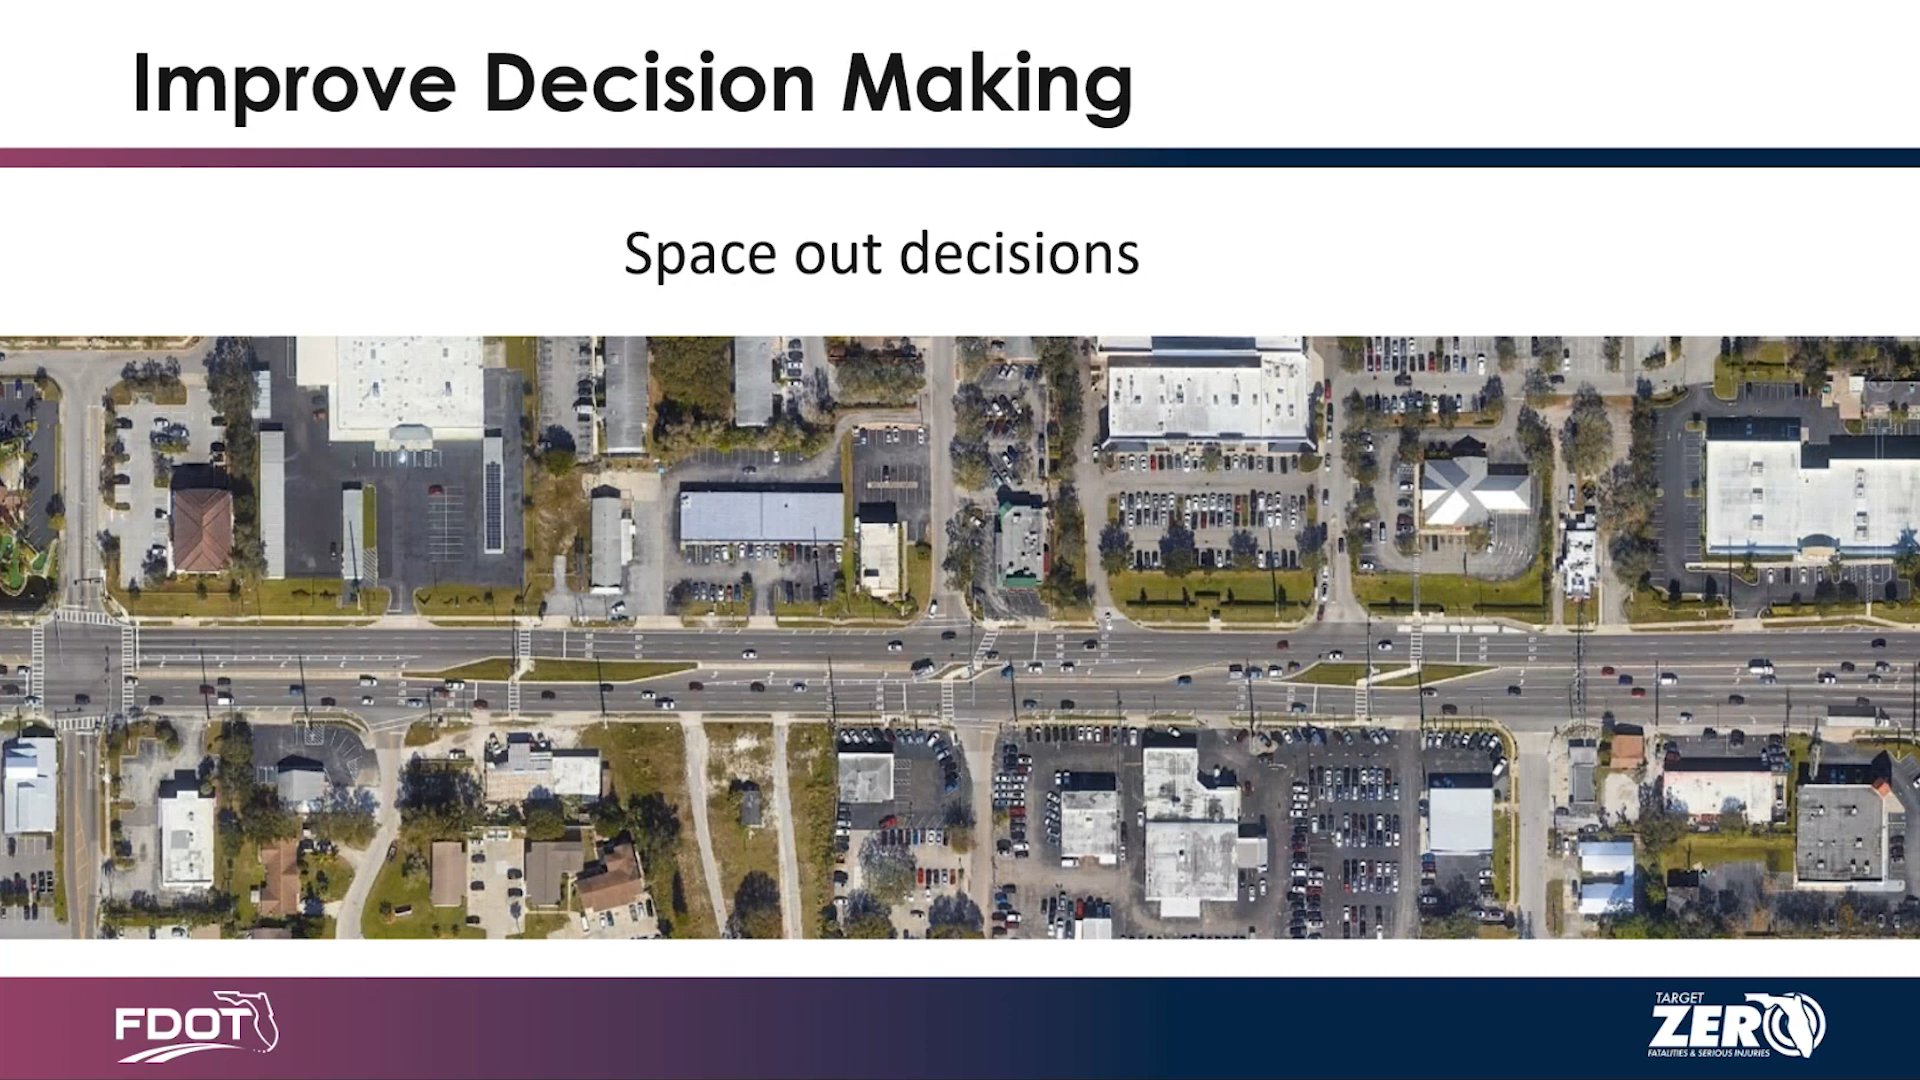 Improve Decision Making
Space out decisions
FDOT
TARGET
ZERO
FATALITIES & SERIOUS INJURIES